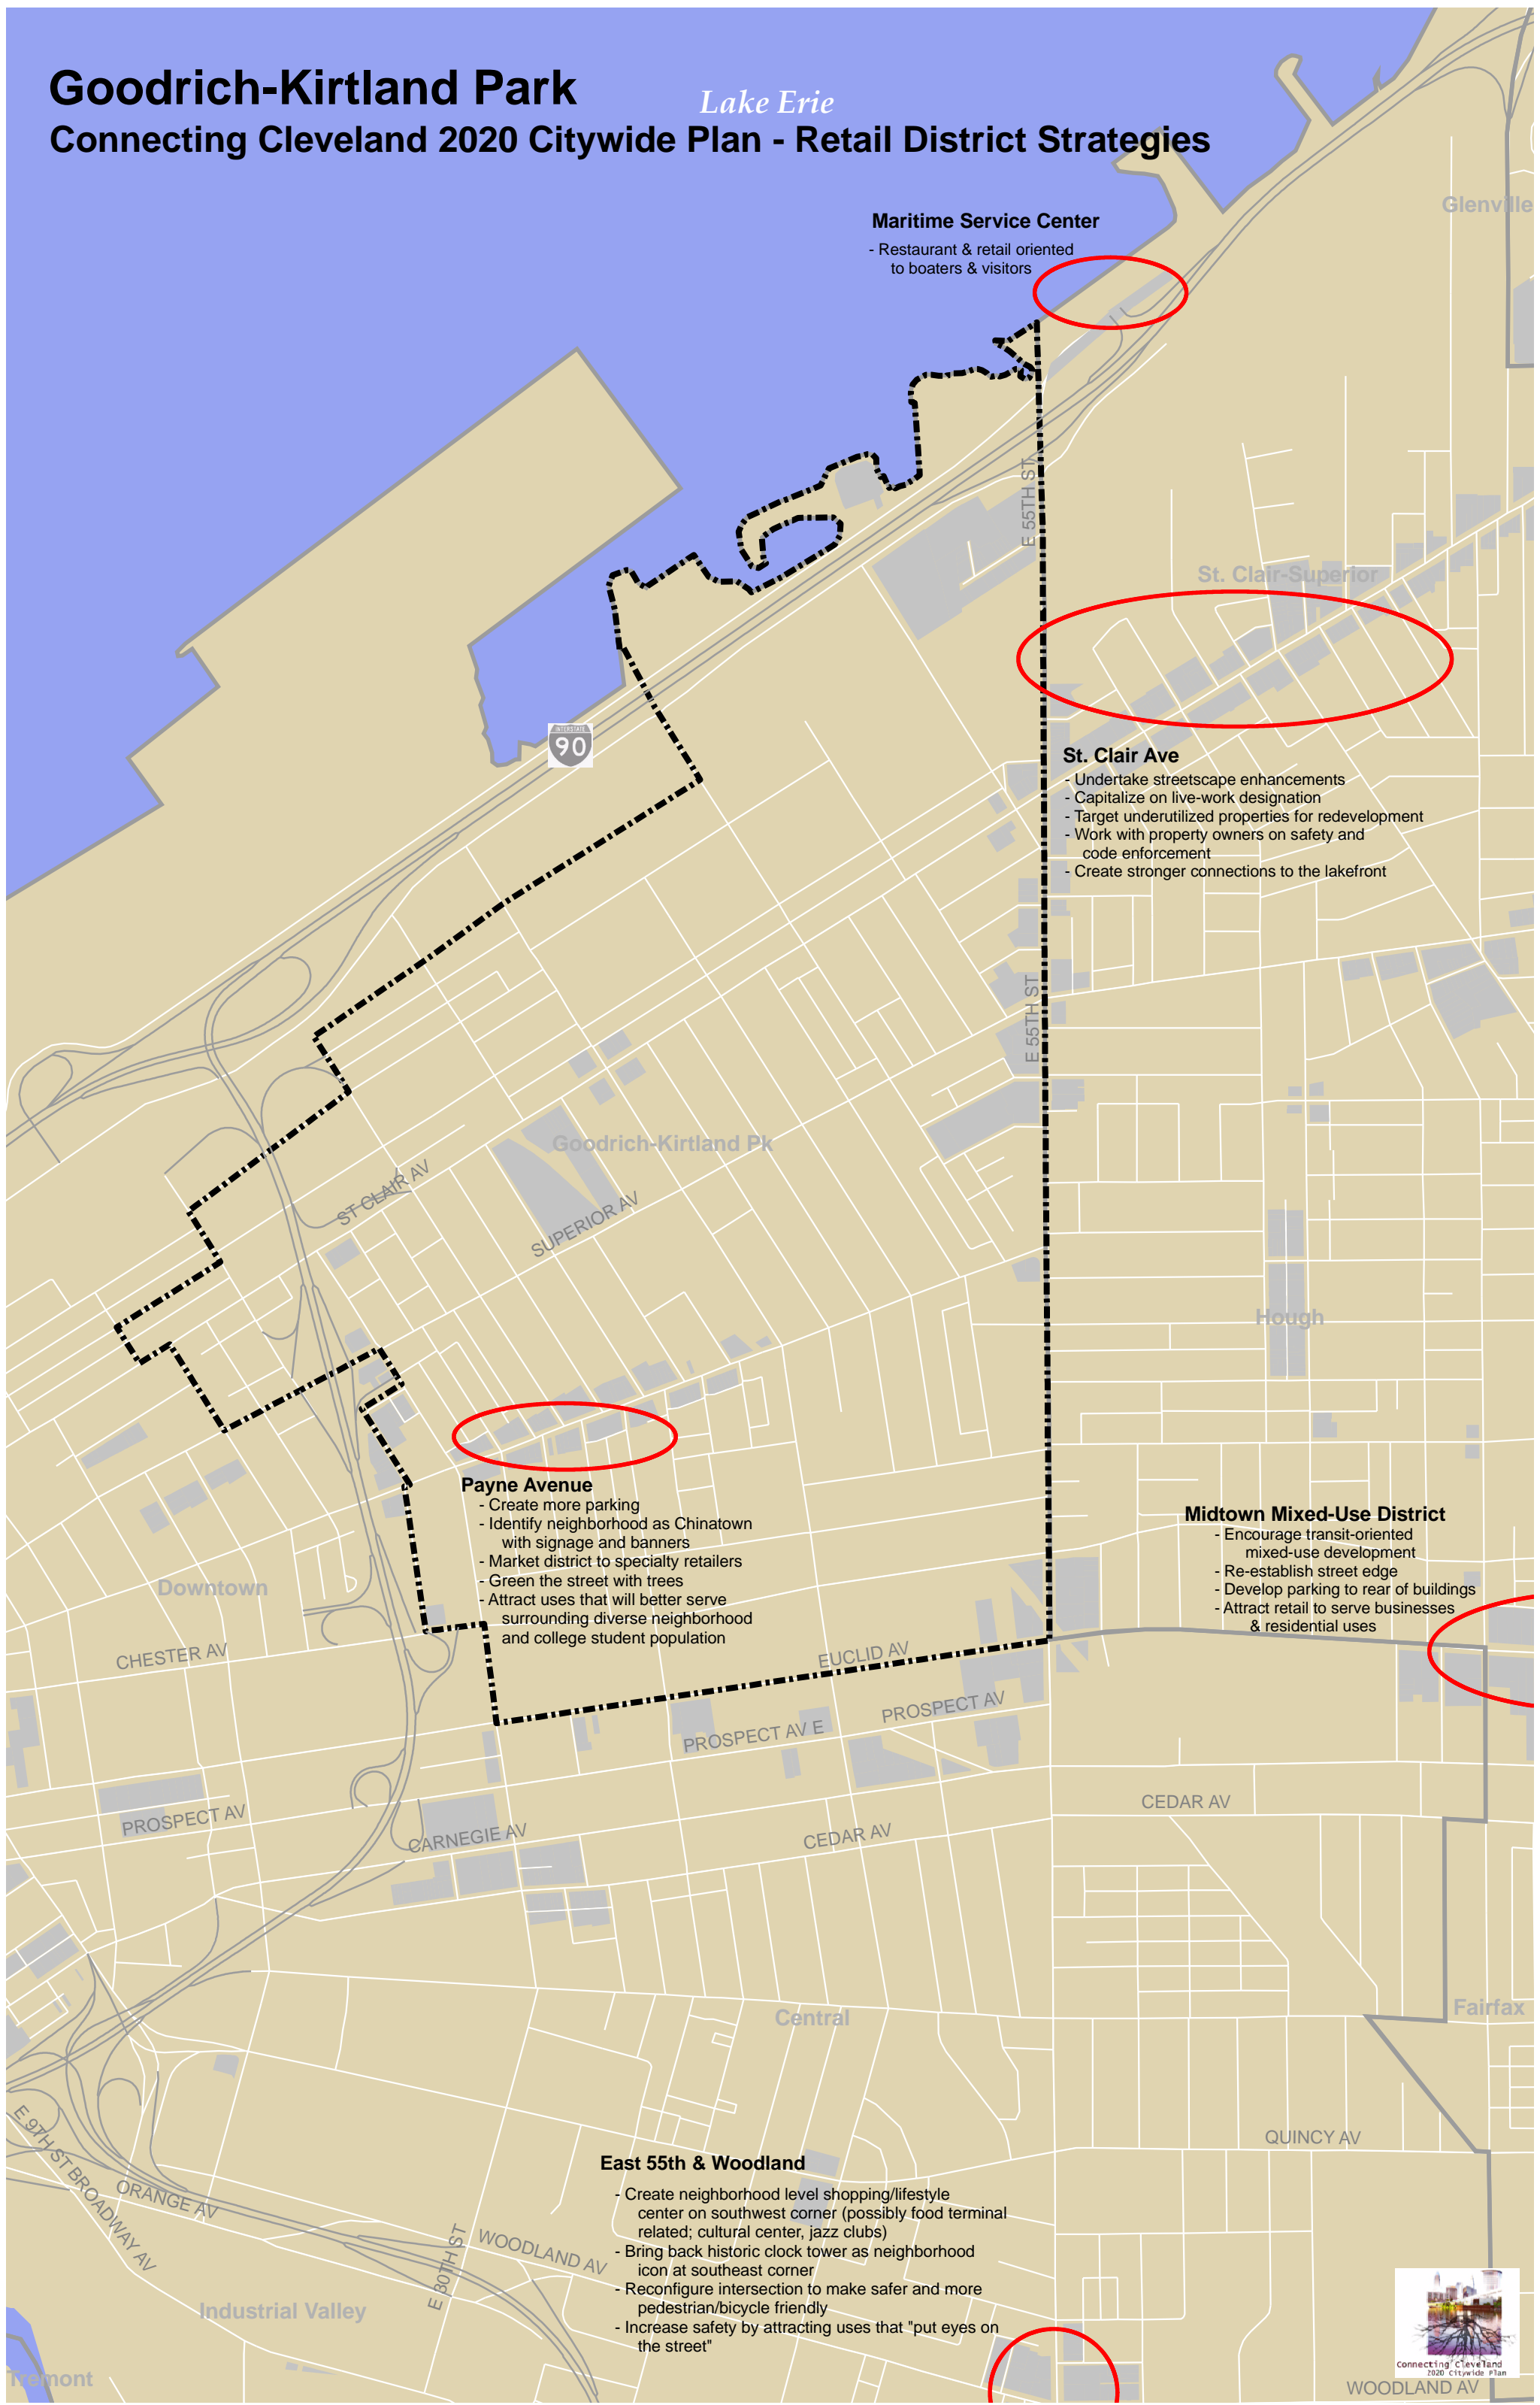 Goodrich-Kirtland Park
Lake Erie
Connecting Cleveland 2020 Citywide Plan - Retail District Strategies
Glenville
Maritime Service Center
- Restaurant & retail oriented
to boaters & visitors
E 55TH ST
St. Clair-Superior
INTERSTATE
90
St. Clair Ave
- Undertake streetscape enhancements
- Capitalize on live-work designation
- Target underutilized properties for redevelopment
- Work with property owners on safety and
code enforcement
- Create stronger connections to the lakefront
E 55TH ST
Goodrich-Kirtland Pk
ST CLAIR AV
SUPERIOR AV
Hough
Payne Avenue
- Create more parking
- Identify neighborhood as Chinatown
with signage and banners
- Market district to specialty retailers
- Green the street with trees
- Attract uses that will better serve
surrounding diverse neighborhood
and college student population
Midtown Mixed-Use District
- Encourage transit-oriented
mixed-use development
- Re-establish street edge
- Develop parking to rear of buildings
- Attract retail to serve businesses
& residential uses
Downtown
CHESTER AV
EUCLID AV
PROSPECT AV
PROSPECT AV E
PROSPECT AV
CARNEGIE AV
CEDAR AV
CEDAR AV
Central
Fairfax
QUINCY AV
E 9TH ST
BROADWAY AV
ORANGE AV
E 30TH ST
WOODLAND AV
East 55th & Woodland
- Create neighborhood level shopping/lifestyle
center on southwest corner (possibly food terminal
related; cultural center, jazz clubs)
- Bring back historic clock tower as neighborhood
icon at southeast corner
- Reconfigure intersection to make safer and more
pedestrian/bicycle friendly
- Increase safety by attracting uses that "put eyes on
the street"
Industrial Valley
Tremont
Connecting Cleveland
2020 Citywide Plan
WOODLAND AV